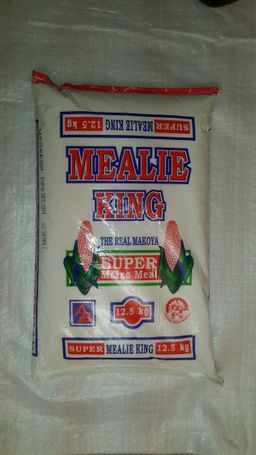 SUPER MEALIE KING 12.5 kg
MEALIE
KING
THE REAL MAKOYA
SUPER
Maize Meal
12.5 kg
SUPER MEALIE KING 12.5 kg